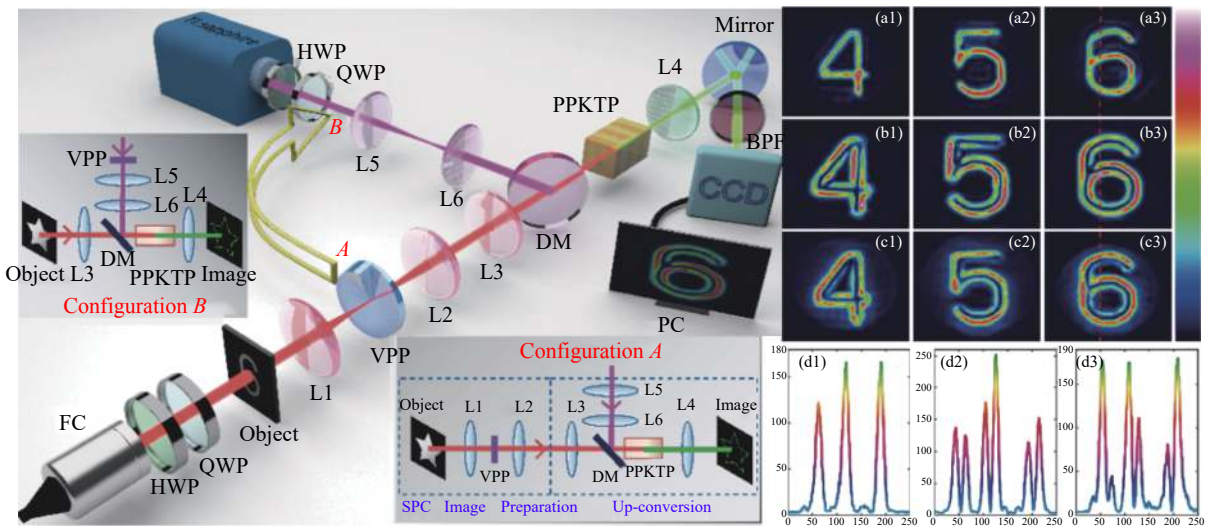 Ti:sapphire
HWP
QWP
B
L5
L6
DM
PPKTP
L4
Mirror
BPF
CCD
PC
L3
L2
A
VPP
L1
Object
QWP
HWP
FC
VPP
L5
L6
L4
Object
L3
DM
PPKTP
Image
Configuration B
Configuration A
Object
L1
L2
L3
L5
L6
L4
Image
VPP
DM
PPKTP
SPC Image Preparation Up-conversion
(a1) (a2) (a3)
4 5 6
(b1) (b2) (b3)
4 5 6
(c1) (c2) (c3)
4 5 6
6
(d1)
180
150
100
50
0
0 50 100 150 200 250
(d2)
250
200
150
100
50
0
0 50 100 150 200 250
(d3)
190
150
100
50
0
0 50 100 150 200 250